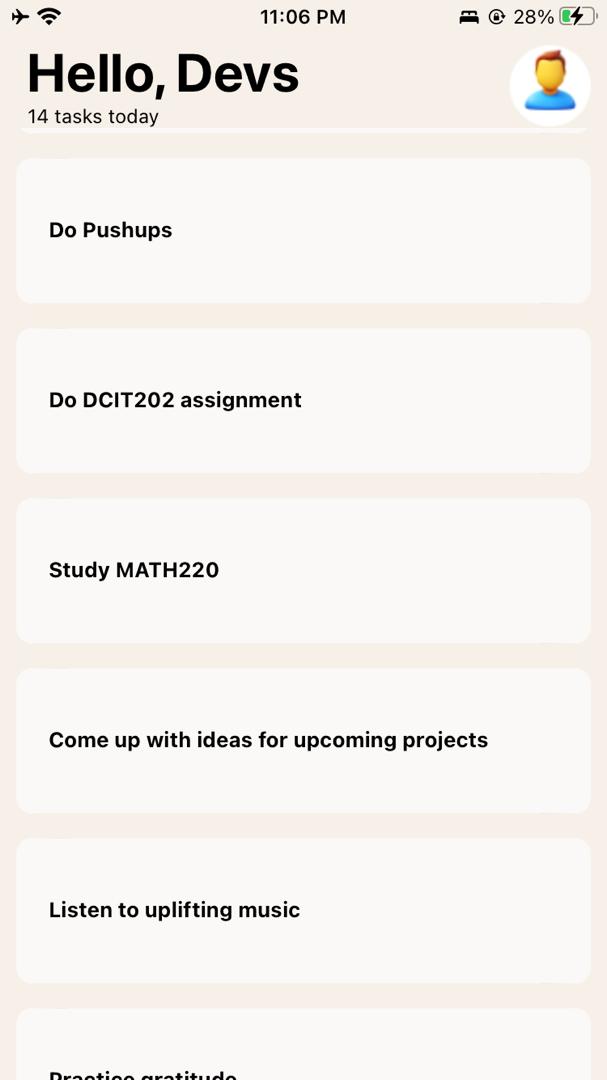 11:06 PM
28%
Hello, Devs
14 tasks today
Do Pushups
Do DCIT202 assignment
Study MATH220
Come up with ideas for upcoming projects
Listen to uplifting music
Practice gratitude